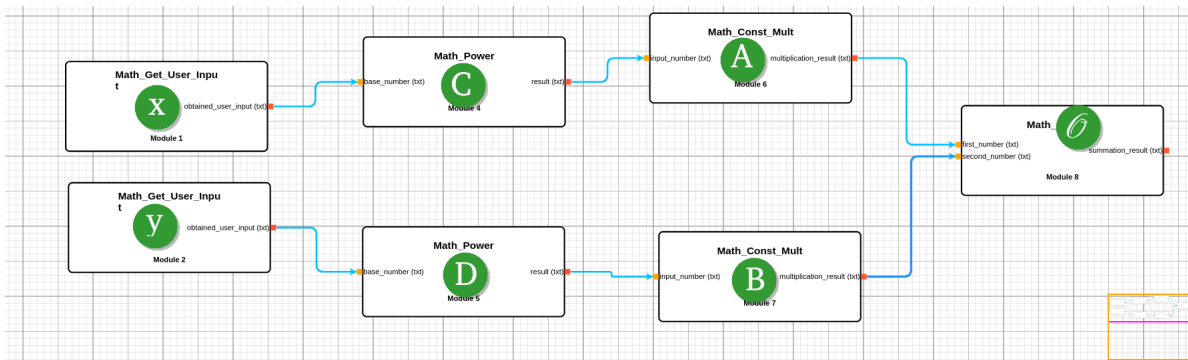 Math_Get_User_Inpu
t
x
obtained_user_input (txt)
Module 1
Math_Get_User_Inpu
t
y
obtained_user_input (txt)
Module 2
Math_Power
base_number (txt)
C
result (txt)
Module 4
Math_Power
base_number (txt)
D
result (txt)
Module 5
Math_Const_Mult
input_number (txt)
A
multiplication_result (txt)
Module 6
Math_Const_Mult
input_number (txt)
B
multiplication_result (txt)
Module 7
Math_
O
first_number (txt)
second_number (txt)
summation_result (txt)
Module 8